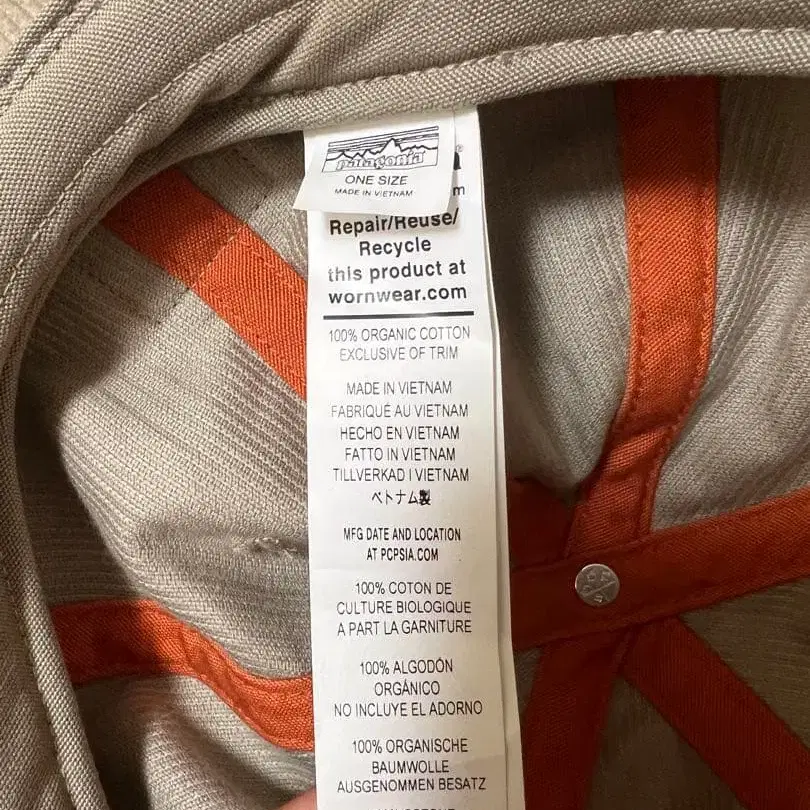 patagonia
ONE SIZE
MADE IN VIETNAM
Repair/Reuse/
Recycle
this product at
wornwear.com
100% ORGANIC COTTON
EXCLUSIVE OF TRIM
MADE IN VIETNAM
FABRIQUÉ AU VIETNAM
HECHO EN VIETNAM
FATTO IN VIETNAM
TILLVERKAD I VIETNAM
ベトナム製
MFG DATE AND LOCATION
AT PCPSIA.COM
100% COTON DE
CULTURE BIOLOGIQUE
A PART LA GARNITURE
100% ALGODÓN
ORGÁNICO
NO INCLUYE EL ADORNO
100% ORGANISCHE
BAUMWOLLE
AUSGENOMMEN BESATZ